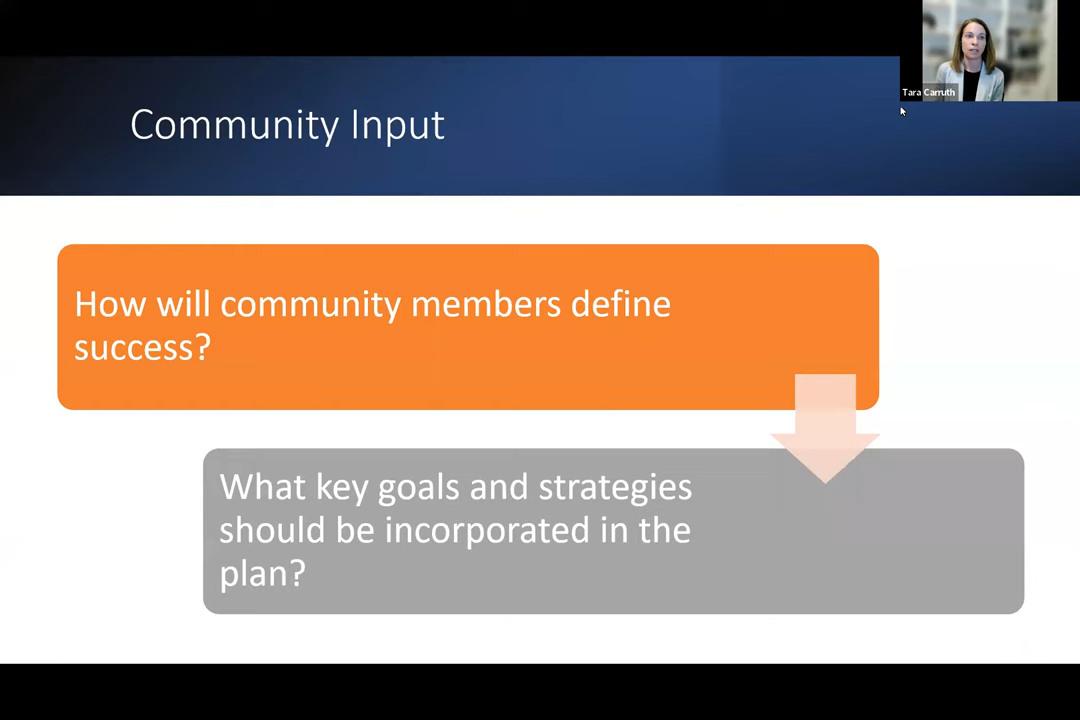 Tara Carruth
Community Input
How will community members define
success?
What key goals and strategies
should be incorporated in the
plan?